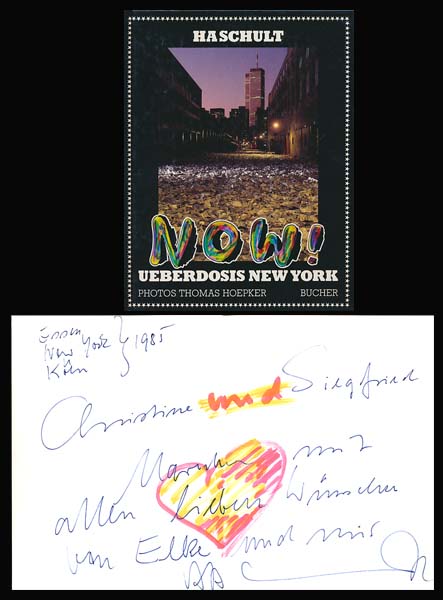 HA SCHULT
NOW!
UEBERDOSIS NEW YORK
PHOTOS THOMAS HOEPKER BUCHER
Essen
New York } 1985
Köln
Christine und Siegfried
mit
allen lieben Wünschen
von Elke und mir